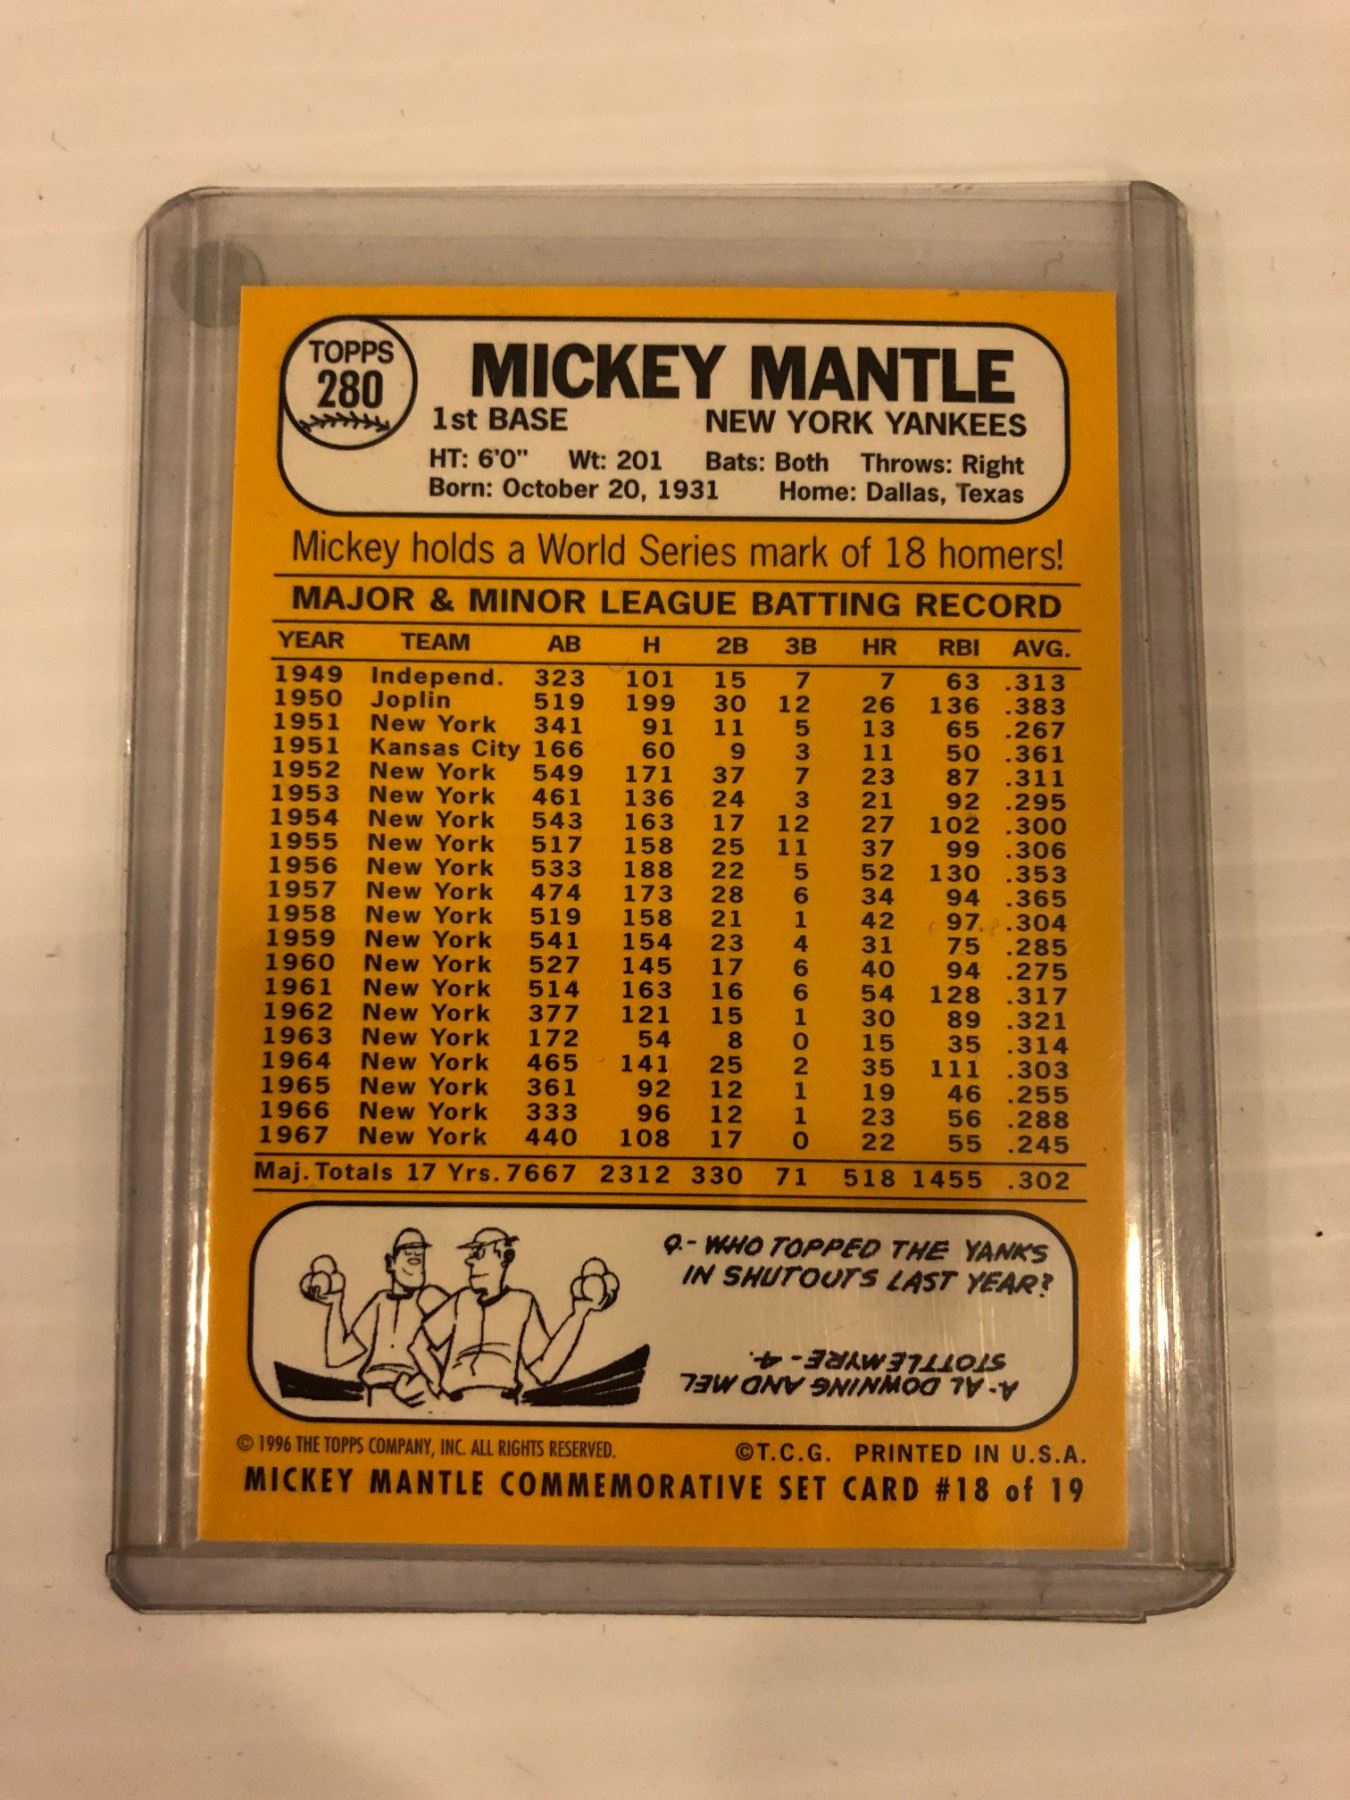 TOPPS
280
MICKEY MANTLE
1st BASE NEW YORK YANKEES
HT: 6'0" Wt: 201 Bats: Both Throws: Right
Born: October 20, 1931 Home: Dallas, Texas
Mickey holds a World Series mark of 18 homers!
MAJOR & MINOR LEAGUE BATTING RECORD
YEAR TEAM AB H 2B 3B HR RBI AVG.
1949 Independ. 323 101 15 7 7 63 .313
1950 Joplin 519 199 30 12 26 136 .383
1951 New York 341 91 11 5 13 65 .267
1951 Kansas City 166 60 9 3 11 50 .361
1952 New York 549 171 37 7 23 87 .311
1953 New York 461 136 24 3 21 92 .295
1954 New York 543 163 17 12 27 102 .300
1955 New York 517 158 25 11 37 99 .306
1956 New York 533 188 22 5 52 130 .353
1957 New York 474 173 28 6 34 94 .365
1958 New York 519 158 21 1 42 97 .304
1959 New York 541 154 23 4 31 75 .285
1960 New York 527 145 17 6 40 94 .275
1961 New York 514 163 16 6 54 128 .317
1962 New York 377 121 15 1 30 89 .321
1963 New York 172 54 8 0 15 35 .314
1964 New York 465 141 25 2 35 111 .303
1965 New York 361 92 12 1 19 46 .255
1966 New York 333 96 12 1 23 56 .288
1967 New York 440 108 17 0 22 55 .245
Maj. Totals 17 Yrs. 7667 2312 330 71 518 1455 .302
Q.- WHO TOPPED THE YANKS
IN SHUTOUTS LAST YEAR?
A.- AL DOWNING AND MEL
STOTTLEMYRE - 4.
© 1996 THE TOPPS COMPANY, INC. ALL RIGHTS RESERVED. ©T.C.G. PRINTED IN U.S.A.
MICKEY MANTLE COMMEMORATIVE SET CARD #18 of 19